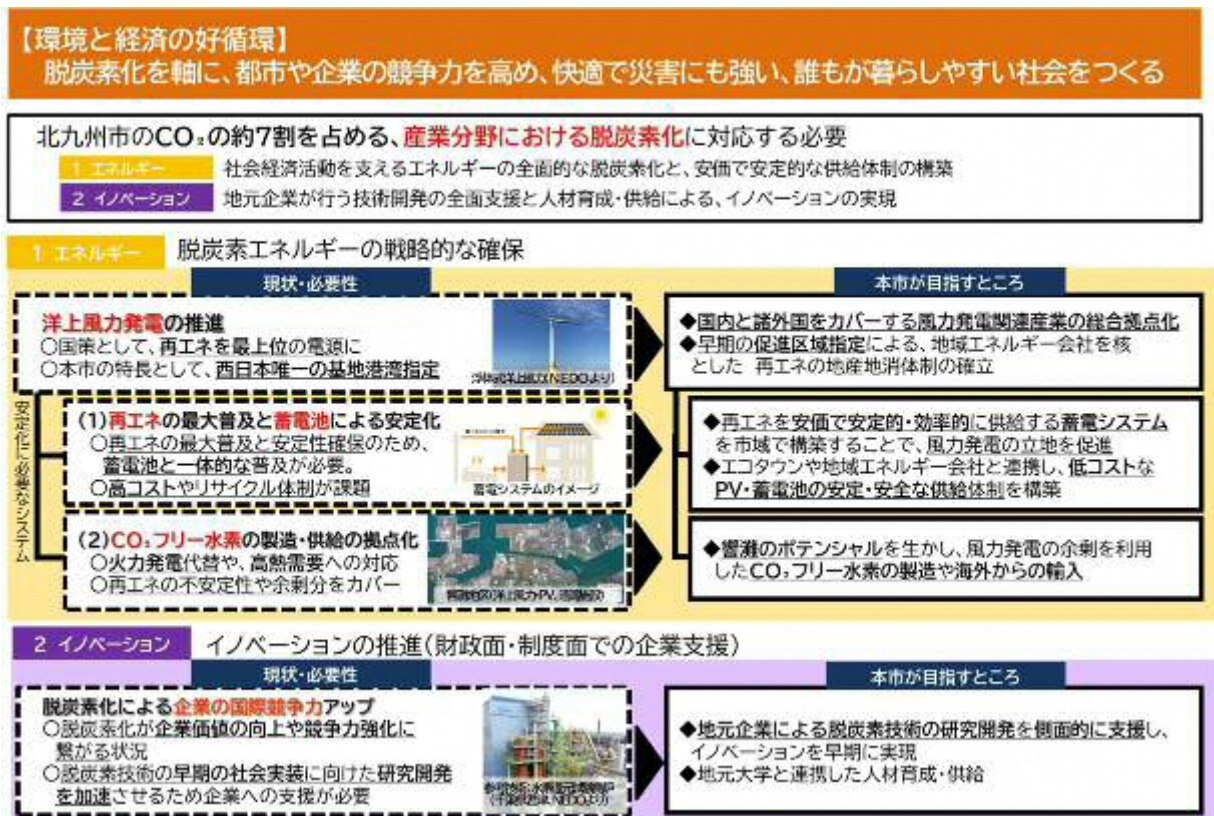 【環境と経済の好循環】
脱炭素化を軸に、都市や企業の競争力を高め、快適で災害にも強い、誰もが暮らしやすい社会をつくる
北九州市のCO₂の約7割を占める、産業分野における脱炭素化に対応する必要
1 エネルギー 社会経済活動を支えるエネルギーの全面的な脱炭素化と、安価で安定的な供給体制の構築
2 イノベーション 地元企業が行う技術開発の全面支援と人材育成・供給による、イノベーションの実現
1 エネルギー 脱炭素エネルギーの戦略的な確保
現状・必要性
洋上風力発電の推進
○国策として、再エネを最上位の電源に
○本市の特長として、西日本唯一の基地港湾指定
浮体式洋上風力(NEDOより)
本市が目指すところ
◆国内と諸外国をカバーする風力発電関連産業の総合拠点化
◆早期の促進区域指定による、地域エネルギー会社を核
とした 再エネの地産地消体制の確立
安定化に必要なシステム
(1)再エネの最大普及と蓄電池による安定化
○再エネの最大普及と安定性確保のため、
蓄電池と一体的な普及が必要。
○高コストやリサイクル体制が課題
蓄電システムのイメージ
◆再エネを安価で安定的・効率的に供給する蓄電システム
を市域で構築することで、風力発電の立地を促進
◆エコタウンや地域エネルギー会社と連携し、低コストな
PV・蓄電池の安定・安全な供給体制を構築
(2)CO₂フリー水素の製造・供給の拠点化
○火力発電代替や、高熱需要への対応
○再エネの不安定性や余剰分をカバー
◆響灘のポテンシャルを生かし、風力発電の余剰を利用
したCO₂フリー水素の製造や海外からの輸入
2 イノベーション イノベーションの推進(財政面・制度面での企業支援)
現状・必要性
脱炭素化による企業の国際競争力アップ
○脱炭素化が企業価値の向上や競争力強化に
繋がる状況
○脱炭素技術の早期の社会実装に向けた研究開発
を加速させるため企業への支援が必要
本市が目指すところ
◆地元企業による脱炭素技術の研究開発を側面的に支援し、
イノベーションを早期に実現
◆地元大学と連携した人材育成・供給